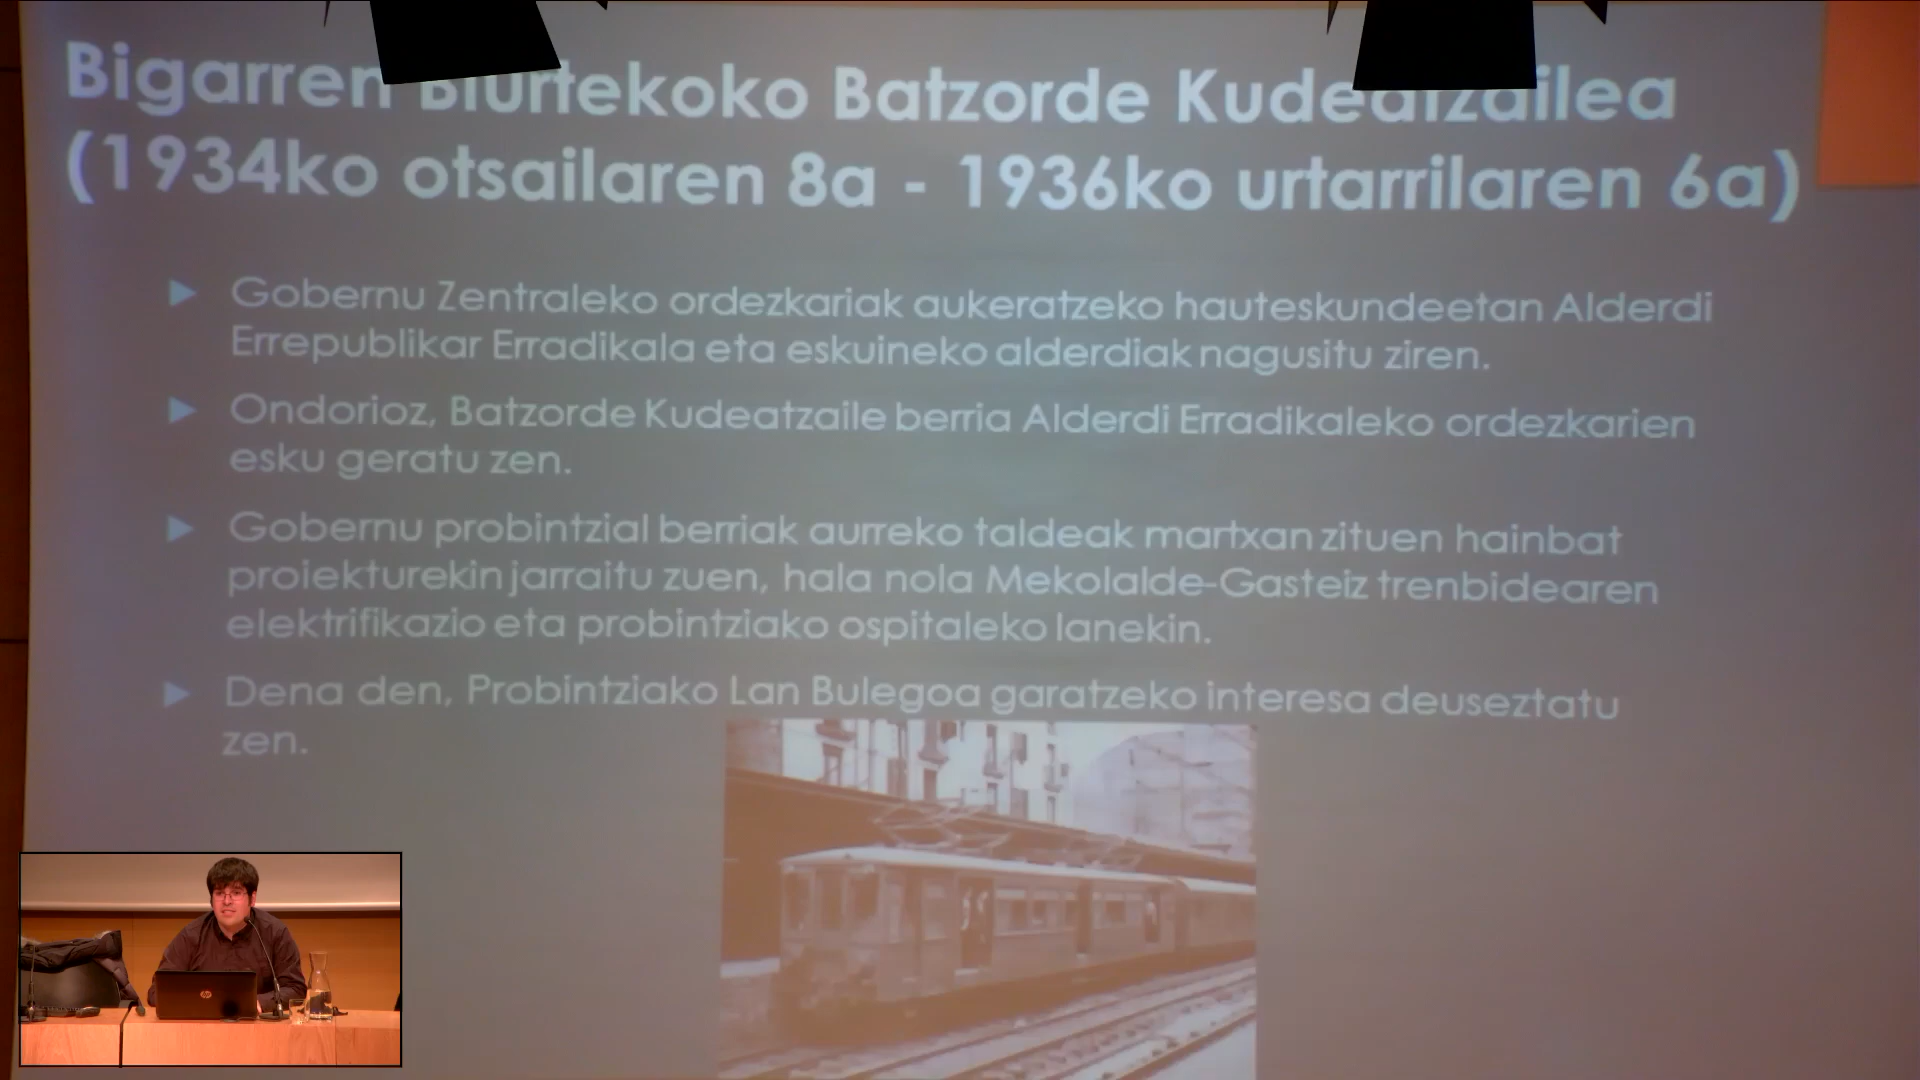 Bigarren Biurtekoko Batzorde Kudeatzailea
(1934ko otsailaren 8a - 1936ko urtarrilaren 6a)
Gobernu Zentraleko ordezkariak aukeratzeko hauteskundeetan Alderdi
Errepublikar Erradikala eta eskuineko alderdiak nagusitu ziren.
Ondorioz, Batzorde Kudeatzaile berria Alderdi Erradikaleko ordezkarien
esku geratu zen.
Gobernu probintzial berriak aurreko taldeak martxan zituen hainbat
proiekturekin jarraitu zuen, hala nola Mekolalde-Gasteiz trenbidearen
elektrifikazio eta probintziako ospitaleko lanekin.
Dena den, Probintziako Lan Bulegoa garatzeko interesa deuseztatu
zen.
hp